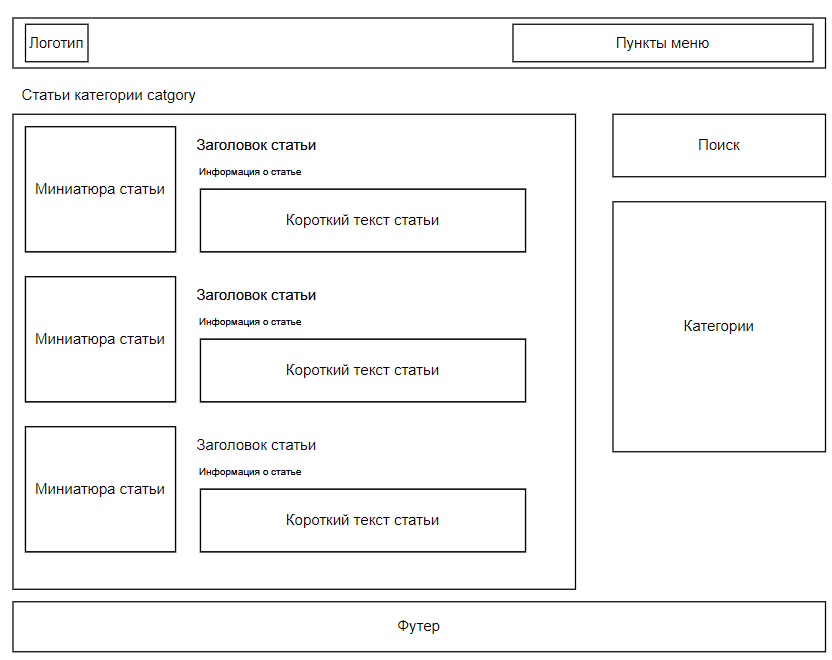 Логотип
Пункты меню
Статьи категории catgory
Миниатюра статьи
Заголовок статьи
Информация о статье
Короткий текст статьи
Миниатюра статьи
Заголовок статьи
Информация о статье
Короткий текст статьи
Миниатюра статьи
Заголовок статьи
Информация о статье
Короткий текст статьи
Поиск
Категории
Футер